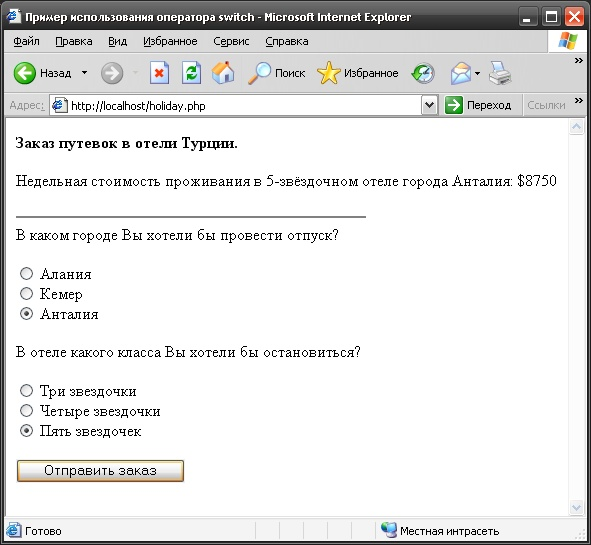 Пример использования оператора switch - Microsoft Internet Explorer
Файл Правка Вид Избранное Сервис Справка
Назад Поиск Избранное
Адрес: http://localhost/holiday.php Переход Ссылки
Заказ путевок в отели Турции.
Недельная стоимость проживания в 5-звёздочном отеле города Анталия: $8750
В каком городе Вы хотели бы провести отпуск?
Алания
Кемер
Анталия
В отеле какого класса Вы хотели бы остановиться?
Три звездочки
Четыре звездочки
Пять звездочек
Отправить заказ
Готово Местная интрасеть